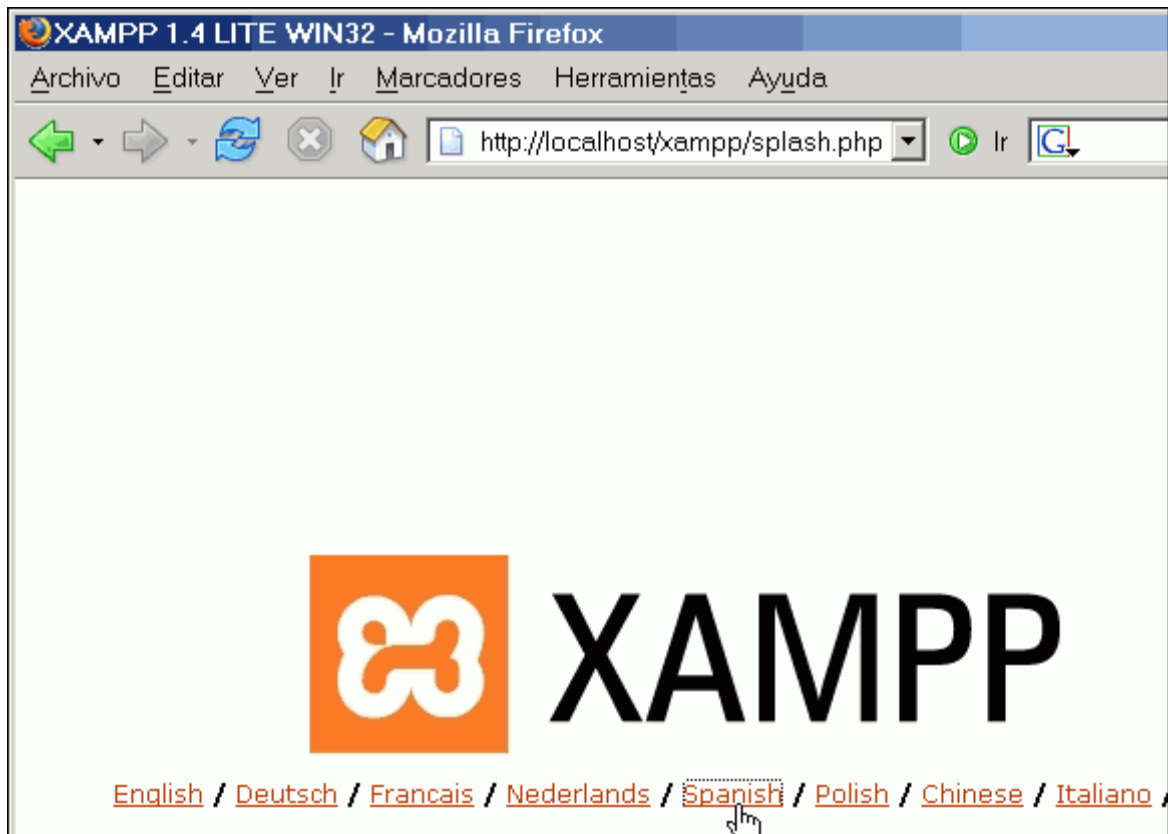 XAMPP 1.4 LITE WIN32 - Mozilla Firefox
Archivo Editar Ver Ir Marcadores Herramientas Ayuda
http://localhost/xampp/splash.php Ir G
XAMPP
English / Deutsch / Francais / Nederlands / Spanish / Polish / Chinese / Italiano /